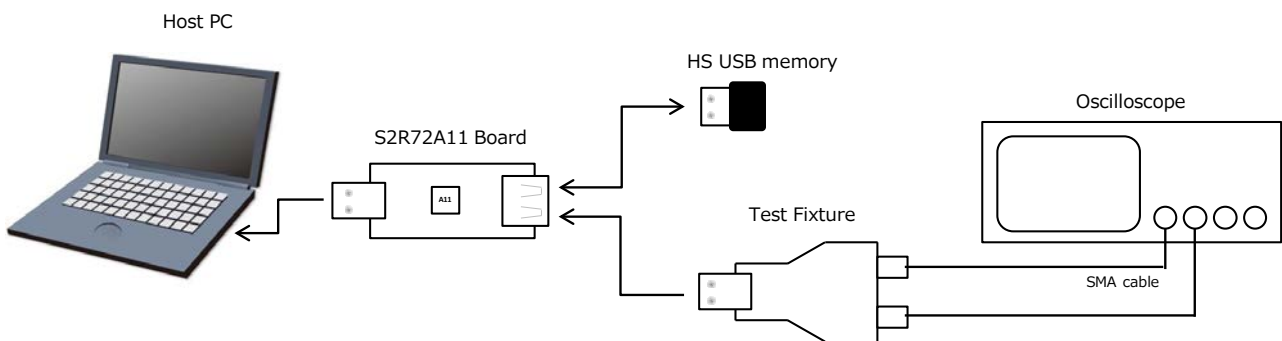 Host PC
HS USB memory
Oscilloscope
S2R72A11 Board
A11
Test Fixture
SMA cable